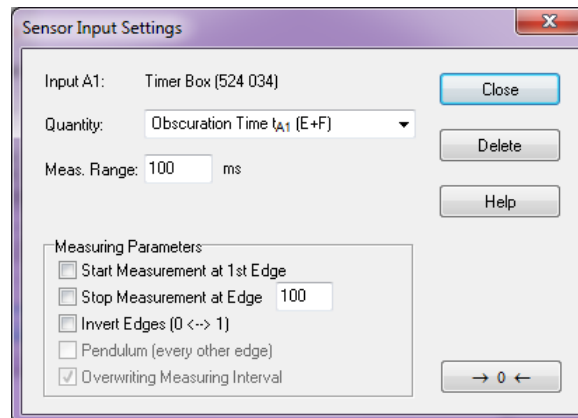 Sensor Input Settings
Input A1: Timer Box (524 034)
Close
Quantity: Obscuration Time tA1 (E+F)
Delete
Meas. Range: 100 ms
Help
Measuring Parameters
Start Measurement at 1st Edge
Stop Measurement at Edge 100
Invert Edges (0 <--> 1)
Pendulum (every other edge)
Overwriting Measuring Interval
→ 0 ←